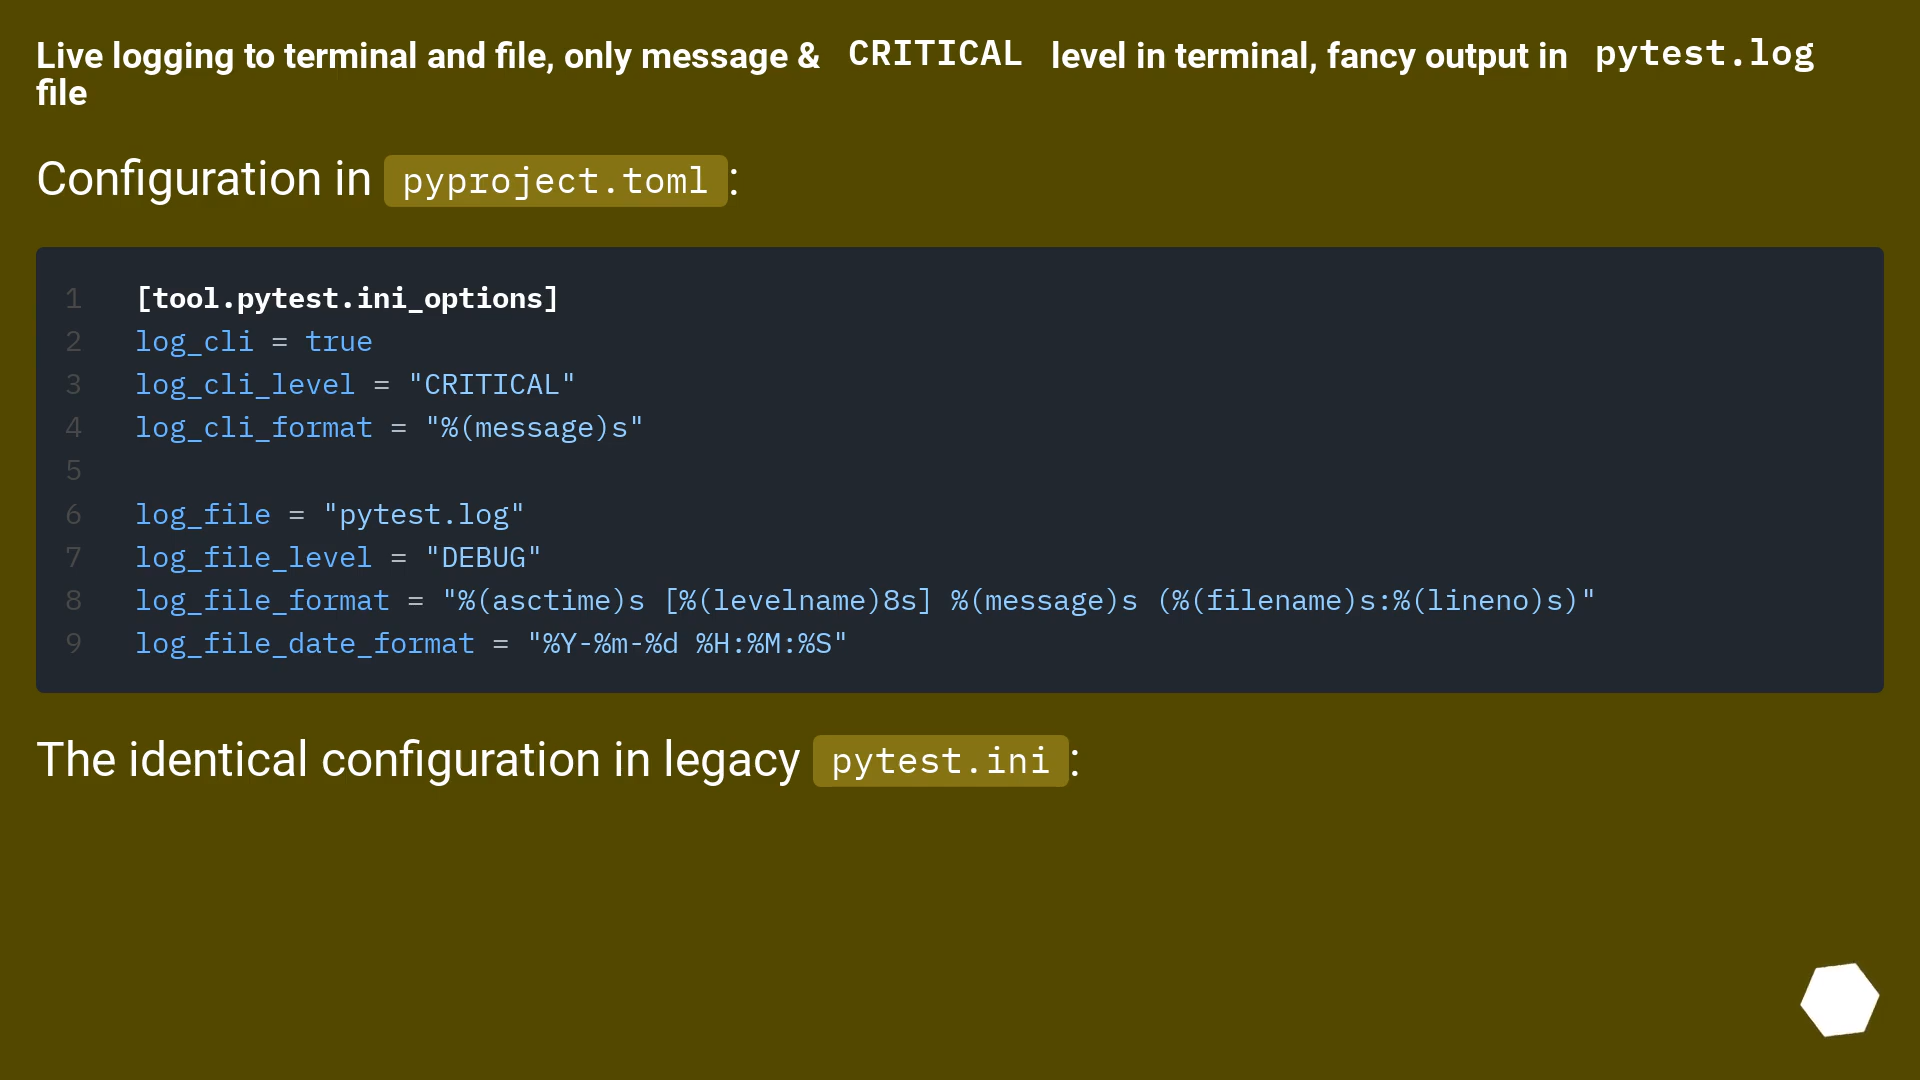 Live logging to terminal and file, only message & CRITICAL level in terminal, fancy output in pytest.log
file
Configuration in pyproject.toml:
1 [tool.pytest.ini_options]
2 log_cli = true
3 log_cli_level = "CRITICAL"
4 log_cli_format = "%(message)s"
5
6 log_file = "pytest.log"
7 log_file_level = "DEBUG"
8 log_file_format = "%(asctime)s [%(levelname)8s] %(message)s (%(filename)s:%(lineno)s)"
9 log_file_date_format = "%Y-%m-%d %H:%M:%S"
The identical configuration in legacy pytest.ini: